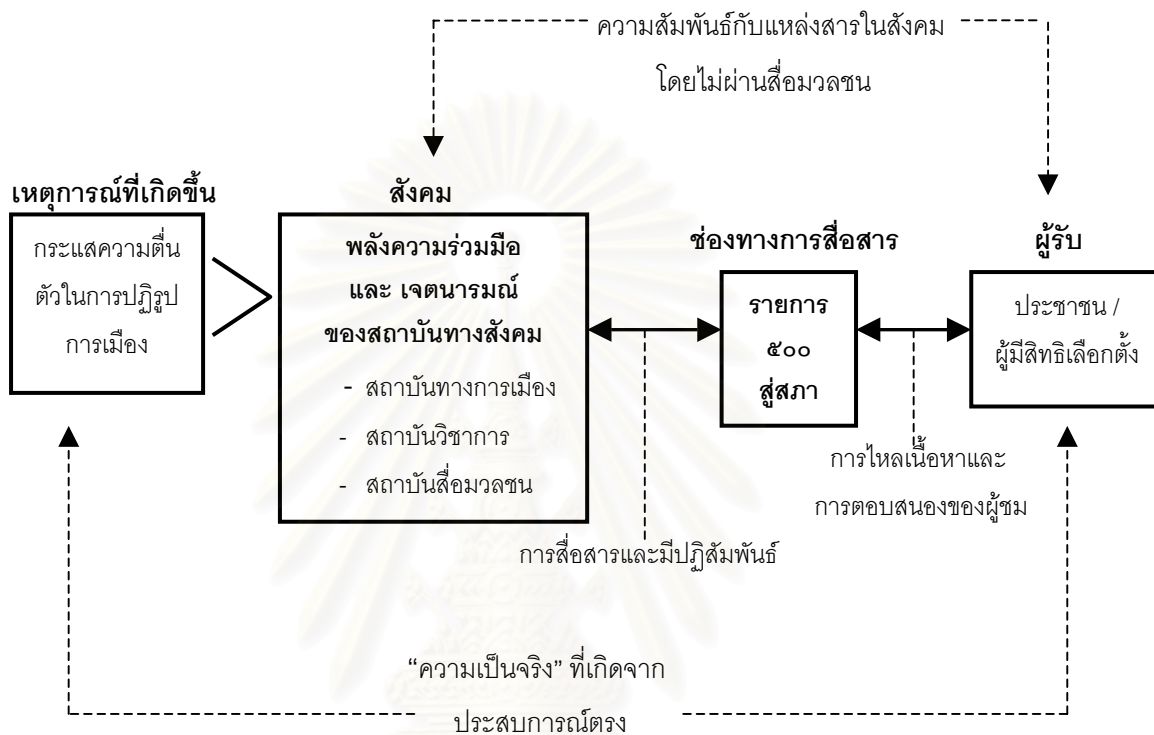 ความสัมพันธ์กับแหล่งสารในสังคม
โดยไม่ผ่านสื่อมวลชน
เหตุการณ์ที่เกิดขึ้น
กระแสความตื่น
ตัวในการปฏิรูป
การเมือง
สังคม
พลังความร่วมมือ
และ เจตนารมณ์
ของสถาบันทางสังคม
- สถาบันทางการเมือง
- สถาบันวิชาการ
- สถาบันสื่อมวลชน
ช่องทางการสื่อสาร
รายการ
๕๐๐
สู่สภา
ผู้รับ
ประชาชน /
ผู้มีสิทธิเลือกตั้ง
การไหลเนื้อหาและ
การตอบสนองของผู้ชม
การสื่อสารและมีปฏิสัมพันธ์
“ความเป็นจริง” ที่เกิดจาก
ประสบการณ์ตรง